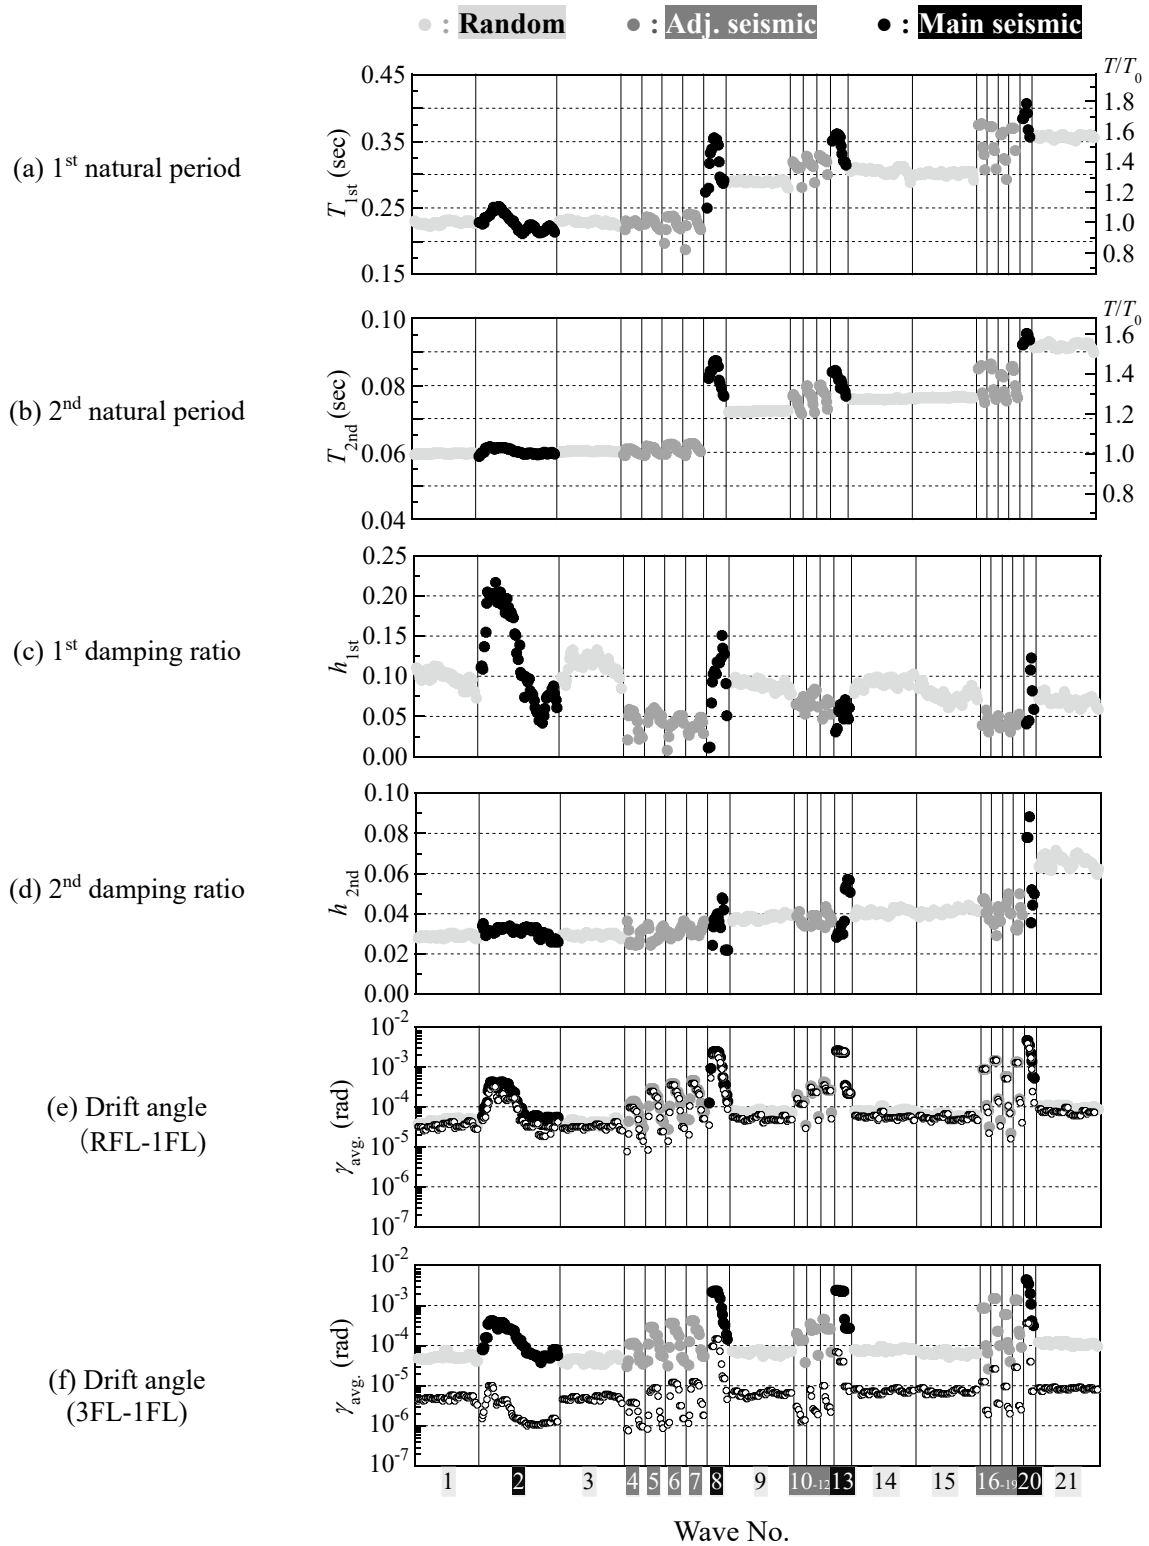 : Random : Adj. seismic : Main seismic
(a) 1st natural period
T1st (sec)
0.45
0.35
0.25
0.15
T/T0
1.8
1.6
1.4
1.2
1.0
0.8
(b) 2nd natural period
T2nd (sec)
0.10
0.08
0.06
0.04
T/T0
1.6
1.4
1.2
1.0
0.8
(c) 1st damping ratio
h1st
0.25
0.20
0.15
0.10
0.05
0.00
(d) 2nd damping ratio
h2nd
0.10
0.08
0.06
0.04
0.02
0.00
(e) Drift angle
(RFL-1FL)
γavg. (rad)
10-2
10-3
10-4
10-5
10-6
10-7
(f) Drift angle
(3FL-1FL)
γavg. (rad)
10-2
10-3
10-4
10-5
10-6
10-7
1 2 3 4 5 6 7 8 9 10-12 13 14 15 16-19 20 21
Wave No.